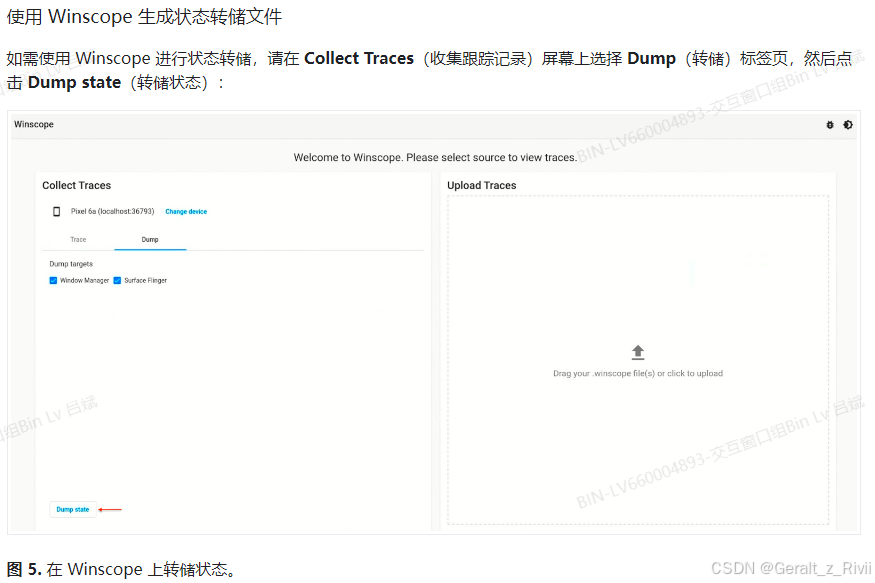 使用 Winscope 生成状态转储文件
如需使用 Winscope 进行状态转储，请在 Collect Traces（收集跟踪记录）屏幕上选择 Dump（转储）标签页，然后点
击 Dump state（转储状态）：
Winscope
Welcome to Winscope. Please select source to view traces.
Collect Traces
Upload Traces
Pixel 6a (localhost:36793) Change device
Trace Dump
Dump targets
Window Manager Surface Flinger
Drag your .winscope file(s) or click to upload
Dump state
图 5. 在 Winscope 上转储状态。
BIN-LV660004893-交互窗口组Bin Lv
口组Bin Lv 吕斌
BIN-LV660004893-交互窗口组Bin Lv 吕斌
CSDN @Geralt_z_Rivii